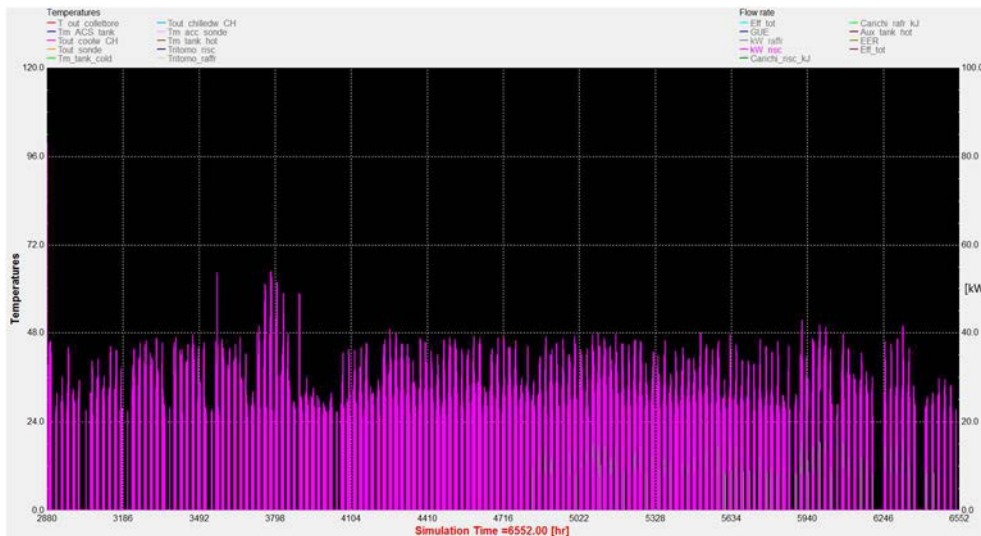 Temperatures
T_out_collettore Tout_chilledw_CH
Tm_ACS_tank Tm_acc_sonde
Tout_coolw_CH Tm_tank_hot
Tout_sonde Tritorno_risc
Tm_tank_cold Tritorno_raffr
Flow rate
Eff_tot Carichi_rafr_kJ
GUE Aux_tank_hot
kW_raffr EER
kW_risc Eff_tot
Carichi_risc_kJ
120.0 100.0
96.0 80.0
72.0 60.0
Temperatures
[kW
48.0 40.0
24.0 20.0
0.0 0.0
2880 3186 3492 3798 4104 4410 4716 5022 5328 5634 5940 6246 6552
Simulation Time =6552.00 [hr]